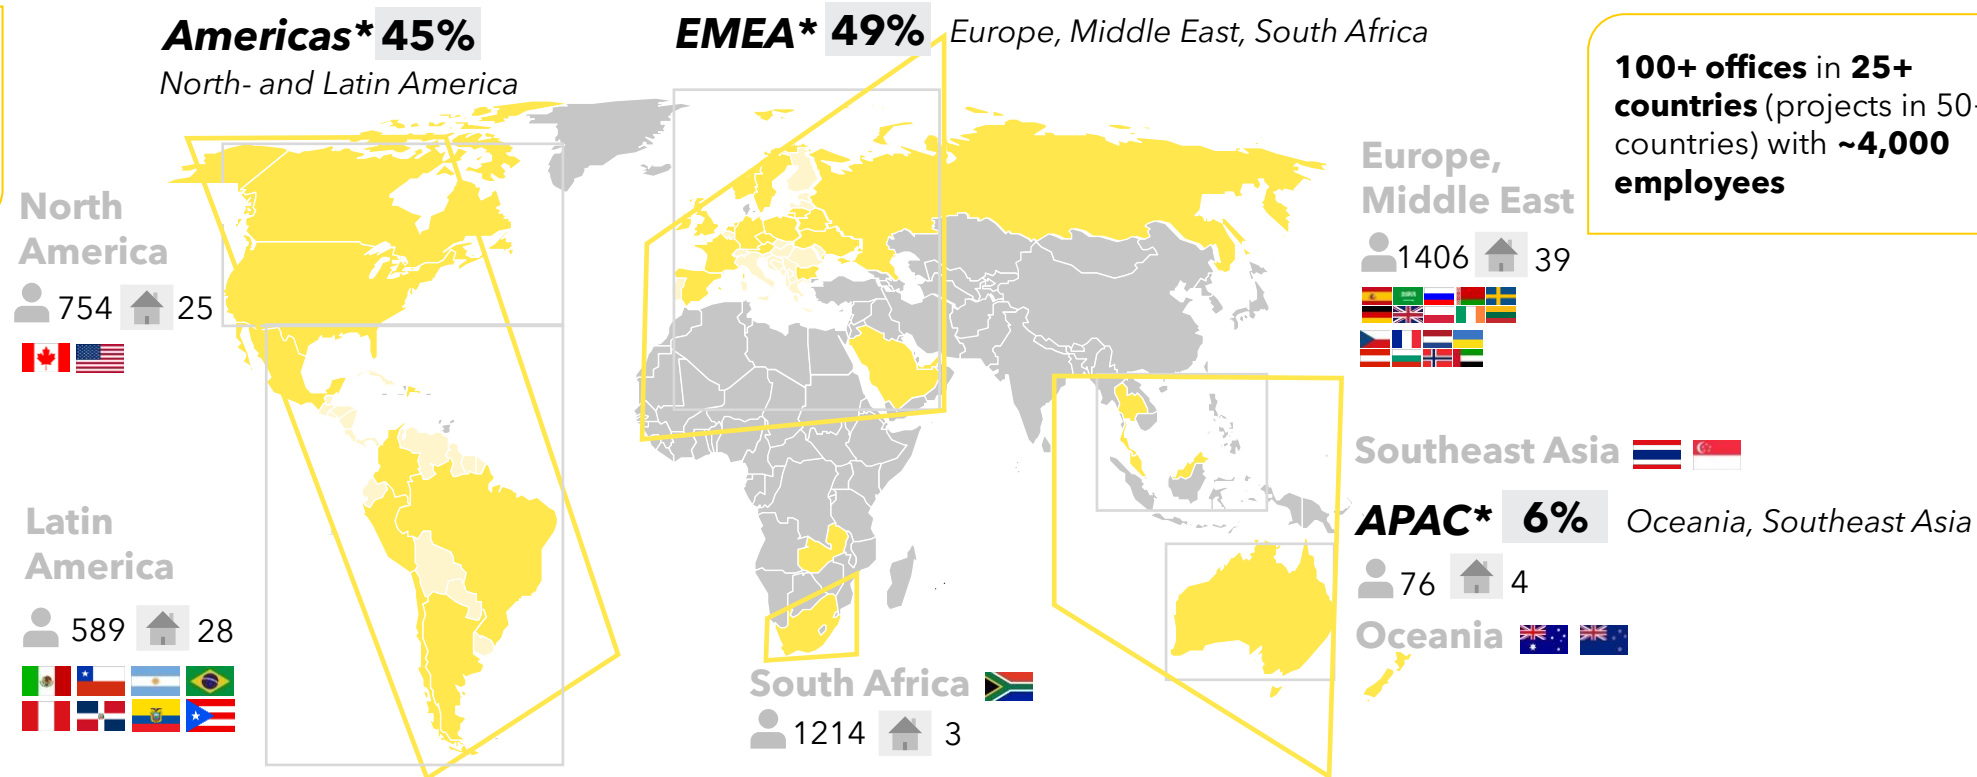 Americas* 45%
North- and Latin America
EMEA* 49% Europe, Middle East, South Africa
100+ offices in 25+
countries (projects in 50+
countries) with ~4,000
employees
North
America
754 25
Europe,
Middle East
1406 39
Latin
America
589 28
Southeast Asia
APAC* 6% Oceania, Southeast Asia
76 4
Oceania
South Africa
1214 3